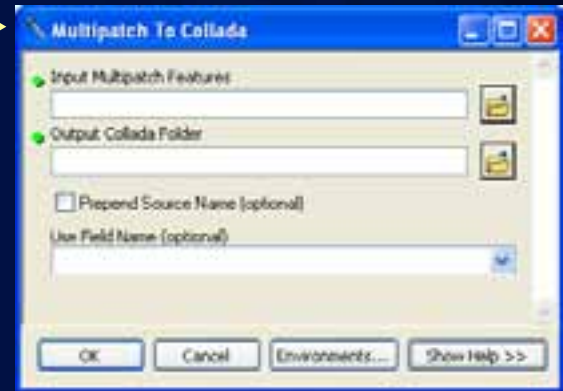 Multipatch To Collada
Input Multipatch Features
Output Collada Folder
Prepend Source Name (optional)
Use Field Name (optional)
OK
Cancel
Environments...
Show Help >>